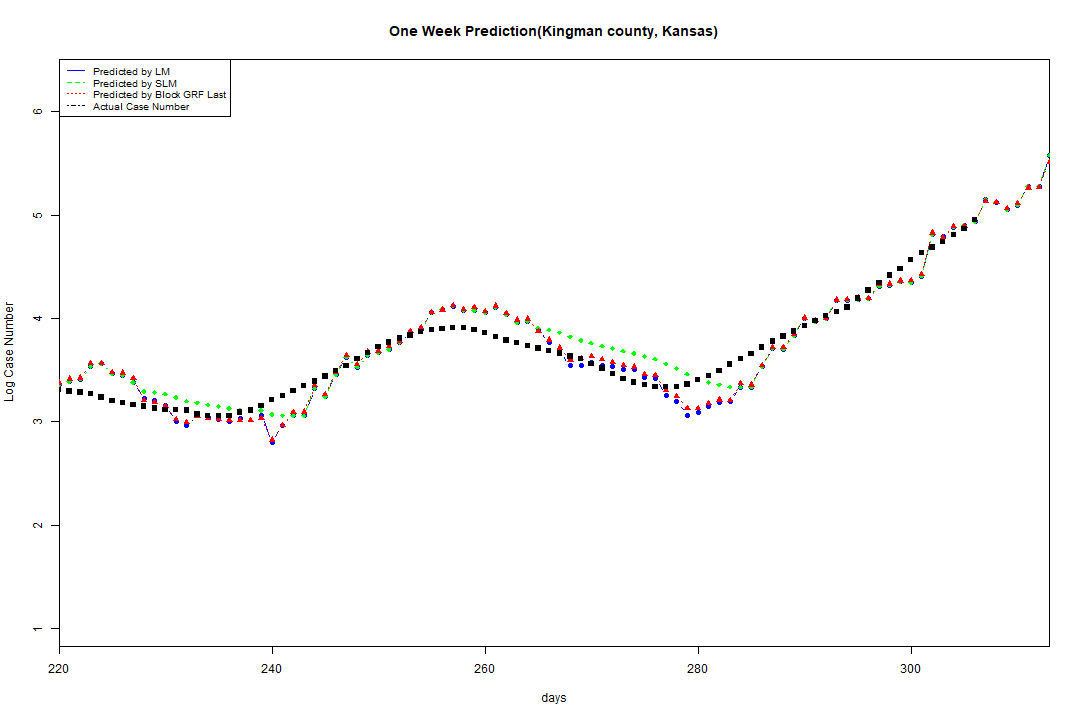 One Week Prediction(Kingman county, Kansas)
Predicted by LM
Predicted by SLM
Predicted by Block GRF Last
Actual Case Number
6
5
4
3
2
1
Log Case Number
220 240 260 280 300
days